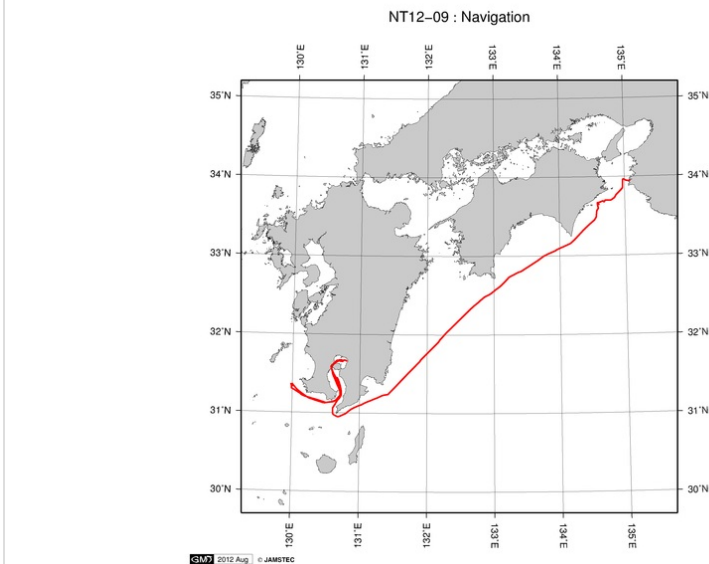 NT12−09 : Navigation
130˚E 131˚E 132˚E 133˚E 134˚E 135˚E
35˚N 35˚N
34˚N 34˚N
33˚N 33˚N
32˚N 32˚N
31˚N 31˚N
30˚N 30˚N
130˚E 131˚E 132˚E 133˚E 134˚E 135˚E
GMD 2012 Aug © JAMSTEC